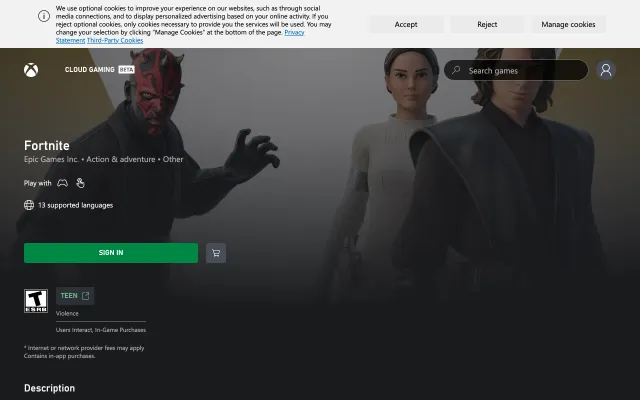 We use optional cookies to improve your experience on our websites, such as through social
media connections, and to display personalized advertising based on your online activity. If you
reject optional cookies, only cookies necessary to provide you the services will be used. You may
change your selection by clicking "Manage Cookies" at the bottom of the page. Privacy
Statement Third-Party Cookies
Accept
Reject
Manage cookies
CLOUD GAMING BETA
Search games
Fortnite
Epic Games Inc. • Action & adventure • Other
Play with
13 supported languages
SIGN IN
T
ESRB
TEEN
Violence
Users Interact, In-Game Purchases
* Internet or network provider fees may apply
Contains in-app purchases.
Description